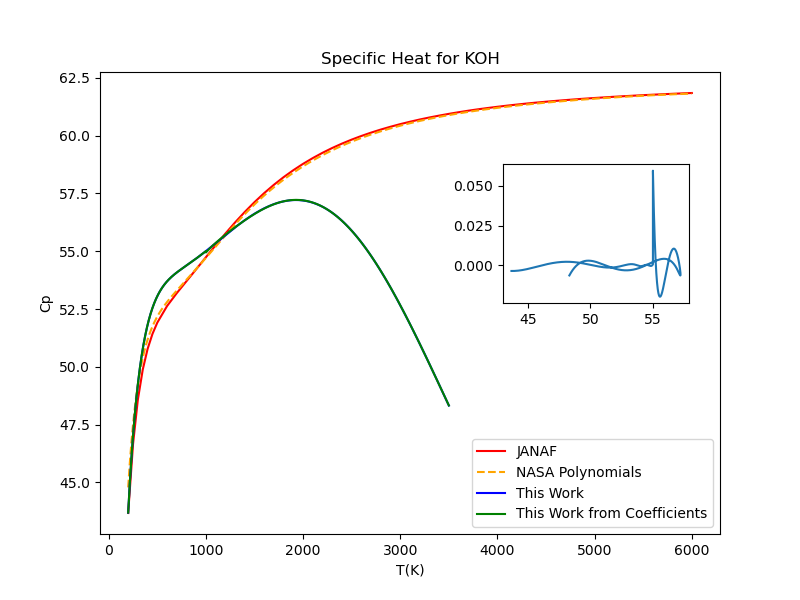 Specific Heat for KOH
62.5
60.0
57.5
55.0
52.5
50.0
47.5
45.0
Cp
0.050
0.025
0.000
45 50 55
JANAF
NASA Polynomials
This Work
This Work from Coefficients
0 1000 2000 3000 4000 5000 6000
T(K)